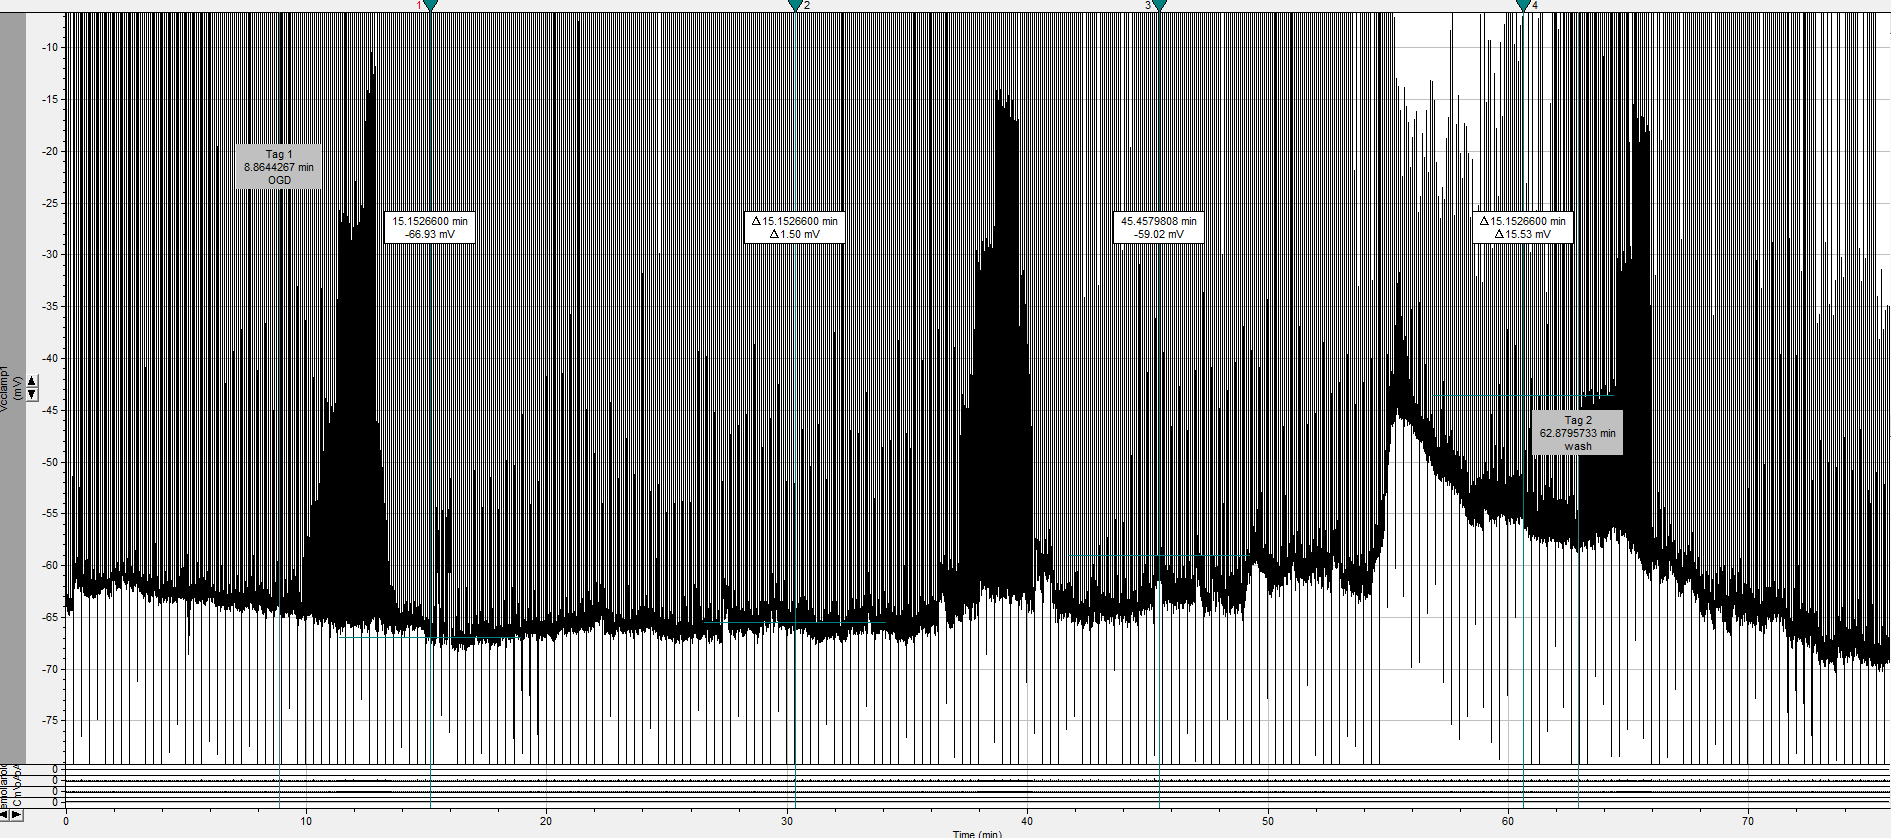 1
2
3
4
-10
-15
-20
-25
-30
-35
-40
-45
-50
-55
-60
-65
-70
-75
Tag 1
8.8644267 min
OGD
15.1526600 min
-66.93 mV
Δ15.1526600 min
Δ1.50 mV
45.4579808 min
-59.02 mV
Δ15.1526600 min
Δ15.53 mV
Tag 2
62.8795733 min
wash
(mV)
0
0
0
0
0
10
20
30
40
50
60
70
Time (min)